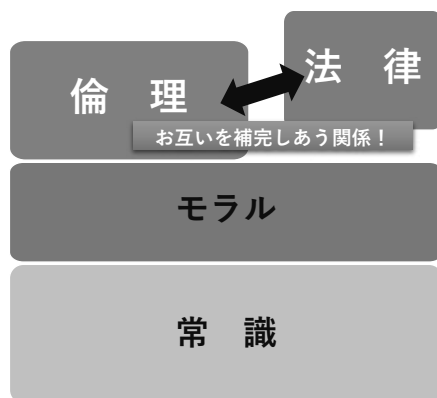 倫　理
法　律
お互いを補完しあう関係！
モラル
常　識